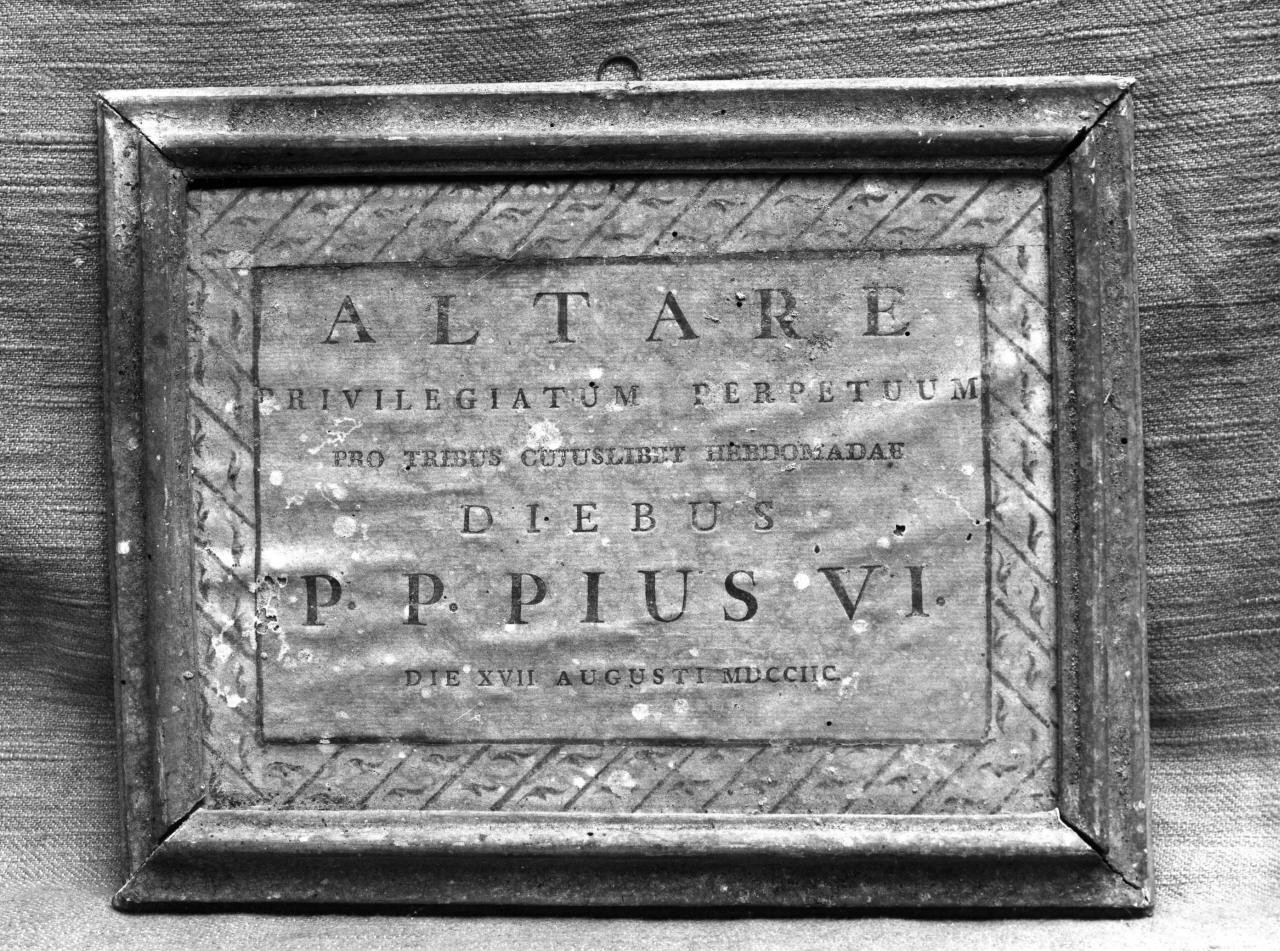 ALTARE
PRIVILEGIATUM PERPETUUM
PRO TRIBUS CUJUSLIBET HEBDOMADAE
DIEBUS
P. P. PIUS VI.
DIE XVII AUGUSTI MDCCIIC.